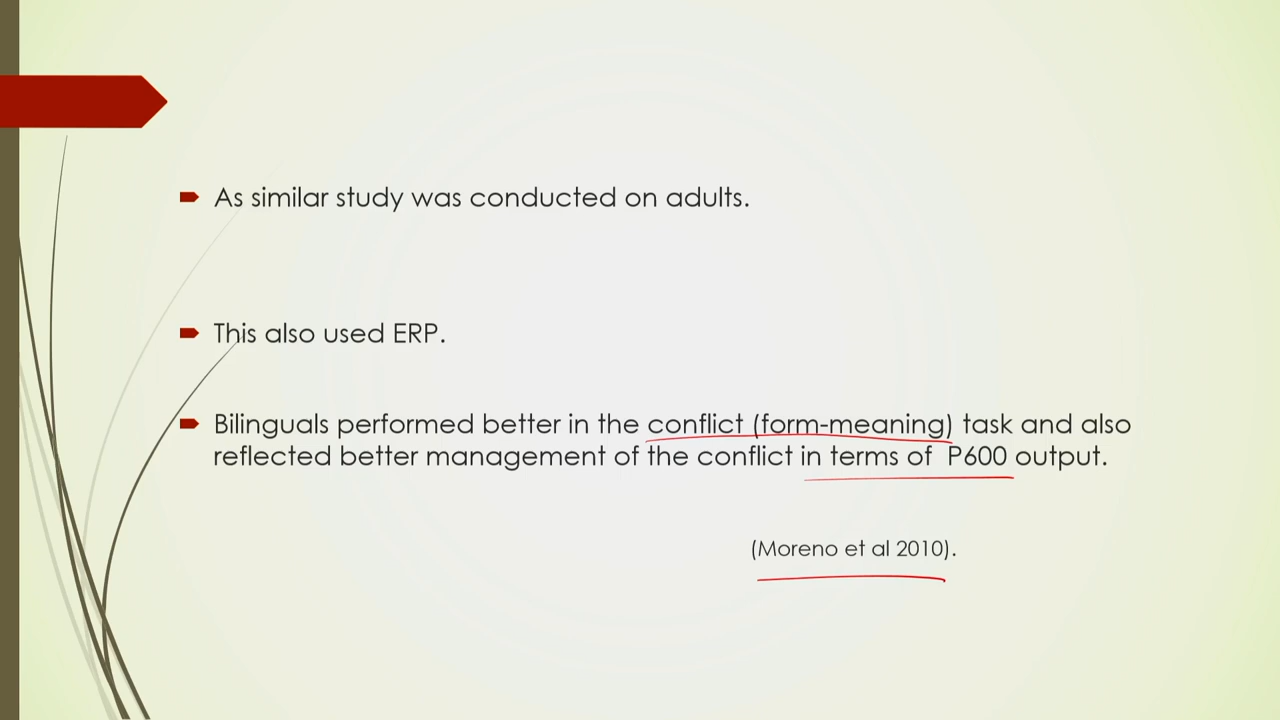 As similar study was conducted on adults.
This also used ERP.
Bilinguals performed better in the conflict (form-meaning) task and also
reflected better management of the conflict in terms of P600 output.
(Moreno et al 2010).